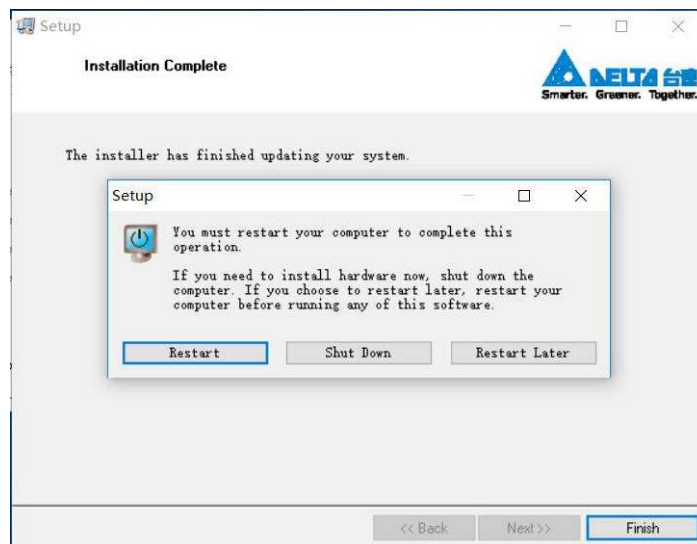 Setup
Installation Complete
DELTA 台達
Smarter. Greener. Together.
The installer has finished updating your system.
Setup
You must restart your computer to complete this
operation.
If you need to install hardware now, shut down the
computer. If you choose to restart later, restart your
computer before running any of this software.
Restart
Shut Down
Restart Later
<< Back
Next >>
Finish